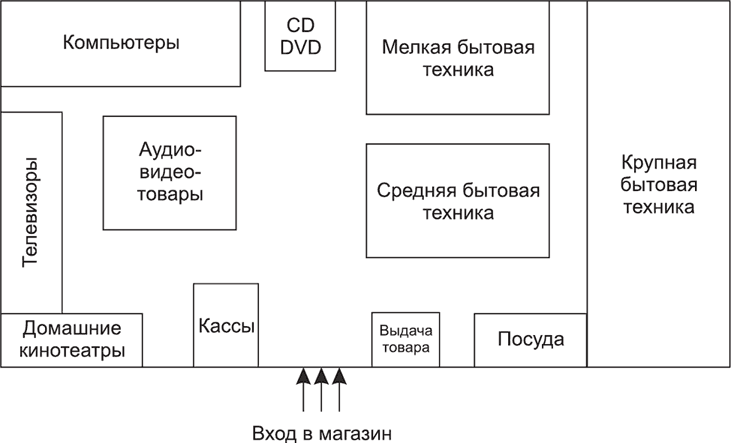 Компьютеры
CD
DVD
Мелкая бытовая
техника
Крупная
бытовая
техника
Телевизоры
Аудио-
видео-
товары
Средняя бытовая
техника
Домашние
кинотеатры
Кассы
Выдача
товара
Посуда
Вход в магазин